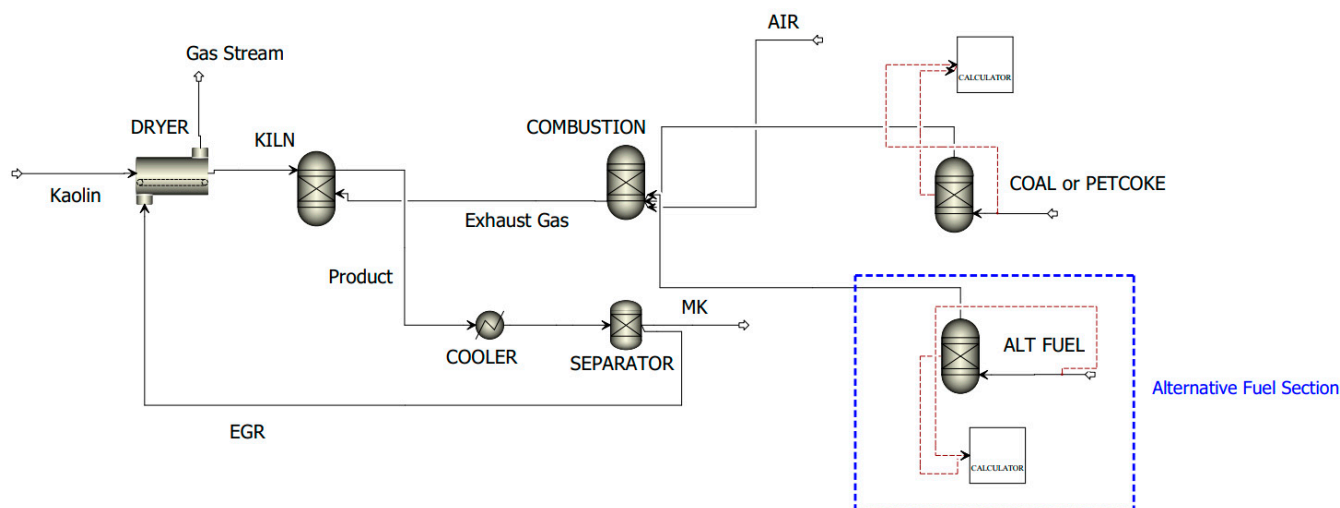 AIR
Gas Stream
CALCULATOR
DRYER
KILN
COMBUSTION
Kaolin
COAL or PETCOKE
Exhaust Gas
Product
MK
COOLER
SEPARATOR
ALT FUEL
Alternative Fuel Section
EGR
CALCULATOR